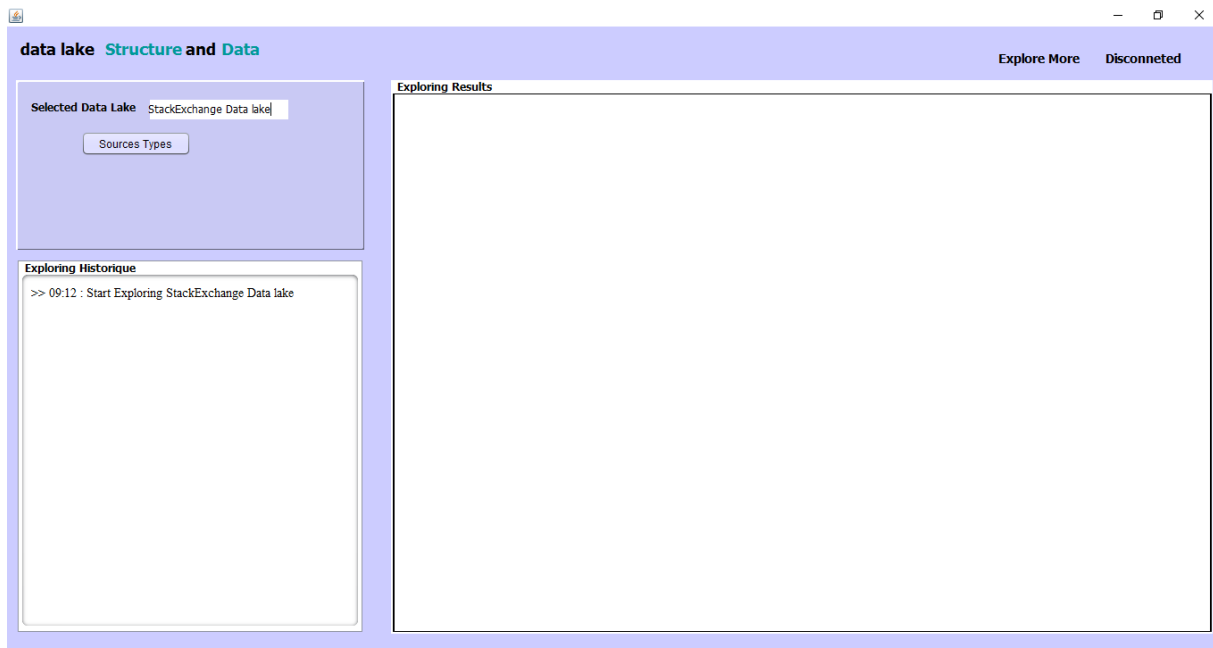 data lake Structure and Data
Explore More Disconneted
Selected Data Lake StackExchange Data lake
Sources Types
Exploring Historique
>> 09:12 : Start Exploring StackExchange Data lake
Exploring Results